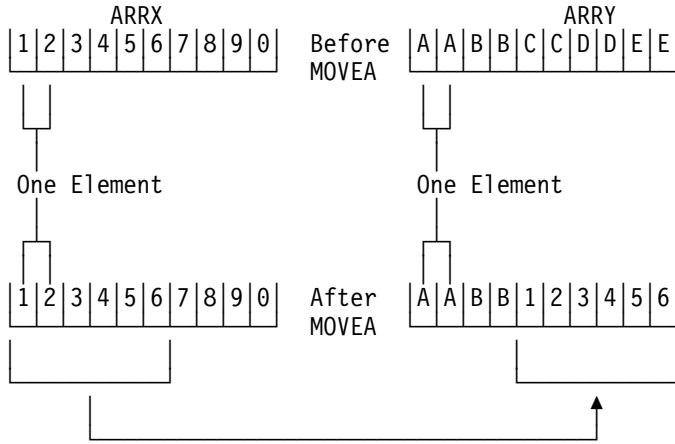 ARRX ARRY
1 2 3 4 5 6 7 8 9 0 Before A A B B C C D D E E
MOVEA
One Element One Element
1 2 3 4 5 6 7 8 9 0 After A A B B 1 2 3 4 5 6
MOVEA